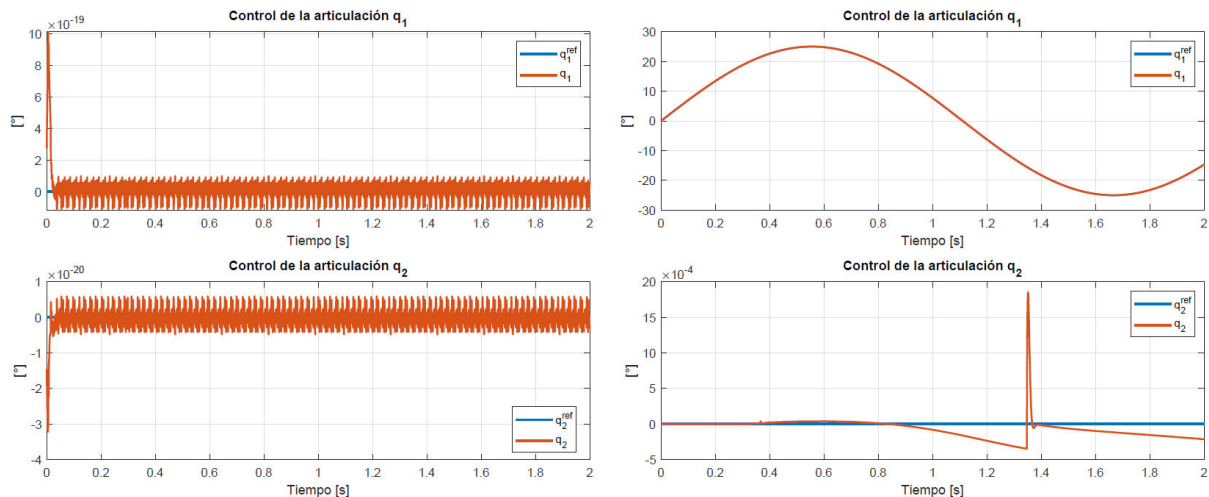 Control de la articulación q1
×10-19
10
8
6
4
2
0
[°]
q1ref
q1
0 0.2 0.4 0.6 0.8 1 1.2 1.4 1.6 1.8 2
Tiempo [s]
Control de la articulación q1
30
20
10
0
-10
-20
-30
[°]
q1ref
q1
0 0.2 0.4 0.6 0.8 1 1.2 1.4 1.6 1.8 2
Tiempo [s]
Control de la articulación q2
×10-20
1
0
-1
-2
-3
-4
[°]
q2ref
q2
0 0.2 0.4 0.6 0.8 1 1.2 1.4 1.6 1.8 2
Tiempo [s]
Control de la articulación q2
×10-4
20
15
10
5
0
-5
[°]
q2ref
q2
0 0.2 0.4 0.6 0.8 1 1.2 1.4 1.6 1.8 2
Tiempo [s]